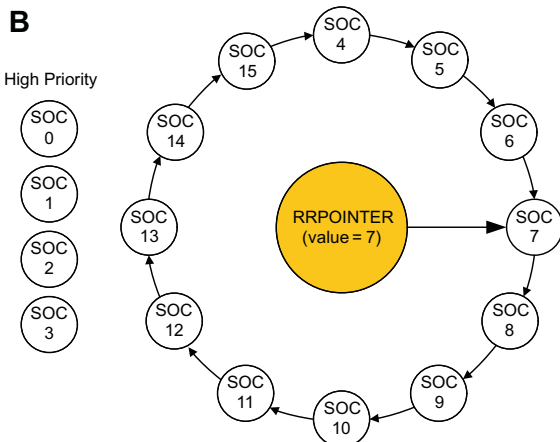 B
High Priority
SOC
0
SOC
1
SOC
2
SOC
3
SOC
4
SOC
5
SOC
6
SOC
7
SOC
8
SOC
9
SOC
10
SOC
11
SOC
12
SOC
13
SOC
14
SOC
15
RRPOINTER
(value = 7)